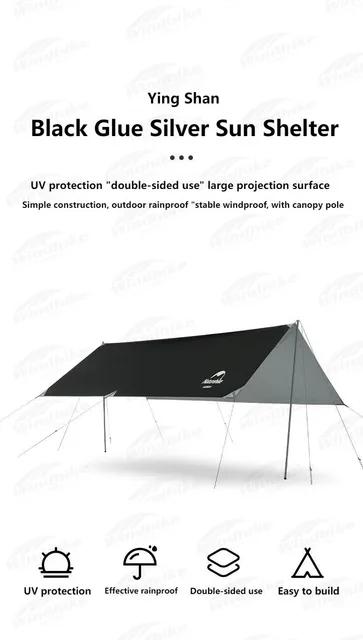 Ying Shan
Black Glue Silver Sun Shelter
UV protection "double-sided use" large projection surface
Simple construction, outdoor rainproof "stable windproof, with canopy pole
Naturehike
UV protection
Effective rainproof
Double-sided use
Easy to build